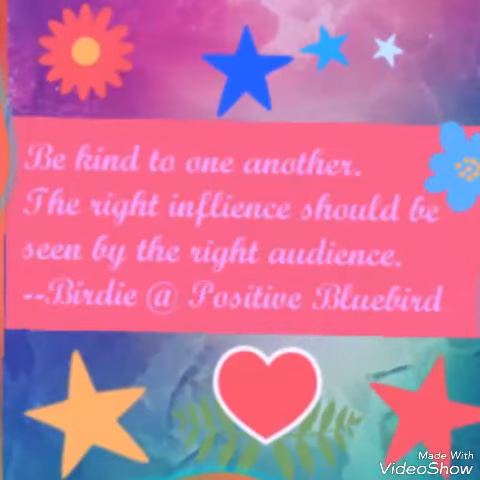 Be kind to one another.
The right inflience should be
seen by the right audience.
--Birdie @ Positive Bluebird
Made With
VideoShow